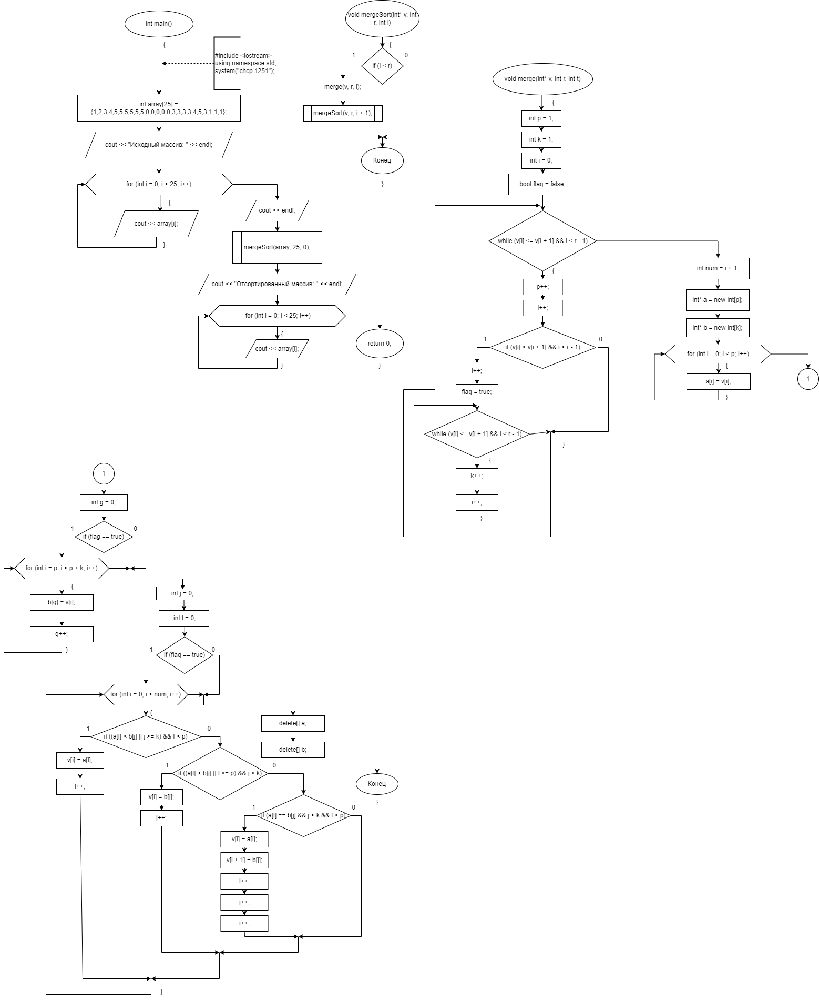 int main()
{
#include <iostream>
using namespace std;
system("chcp 1251");
int array[25] =
{1,2,3,4,5,5,5,5,5,5,0,0,0,0,0,3,3,3,3,4,5,3,1,1,1};
cout << "Исходный массив: " << endl;
for (int i = 0; i < 25; i++)
{
cout << array[i];
}
cout << endl;
mergeSort(array, 25, 0);
cout << "Отсортированный массив: " << endl;
for (int i = 0; i < 25; i++)
{
cout << array[i];
}
return 0;
}
void mergeSort(int* v, int
r, int i)
{
1
0
if (i < r)
merge(v, r, i);
mergeSort(v, r, i + 1);
Конец
}
void merge(int* v, int r, int t)
{
int p = 1;
int k = 1;
int i = 0;
bool flag = false;
while (v[i] <= v[i + 1] && i < r - 1)
{
p++;
i++;
1
0
if (v[i] > v[i + 1] && i < r - 1)
i++;
flag = true;
while (v[i] <= v[i + 1] && i < r - 1)
}
{
k++;
i++;
}
int num = i + 1;
int* a = new int[p];
int* b = new int[k];
for (int i = 0; i < p; i++)
{
a[i] = v[i];
}
1
1
int g = 0;
1
0
if (flag == true)
for (int i = p; i < p + k; i++)
{
b[g] = v[i];
g++;
}
int j = 0;
int l = 0;
1
0
if (flag == true)
for (int i = 0; i < num; i++)
{
1
0
if ((a[l] < b[j] || j >= k) && l < p)
v[i] = a[l];
l++;
1
0
if ((a[l] > b[j] || l >= p) && j < k)
v[i] = b[j];
j++;
1
0
if (a[l] == b[j] && j < k && l < p)
v[i] = a[l];
v[i + 1] = b[j];
l++;
j++;
i++;
}
delete[] a;
delete[] b;
Конец
}